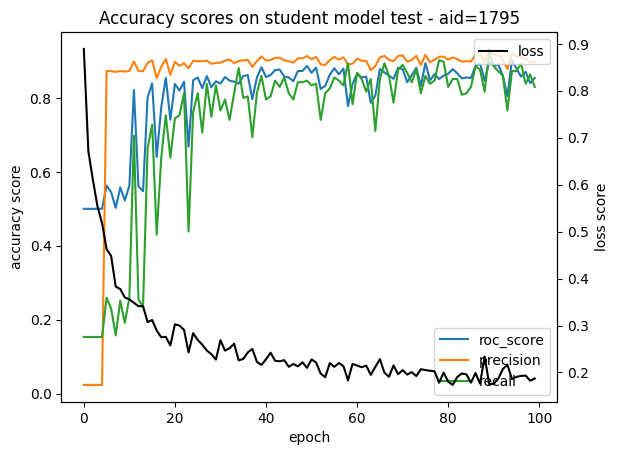 Accuracy scores on student model test - aid=1795
loss
accuracy score
loss score
0.0
0.2
0.4
0.6
0.8
0.2
0.3
0.4
0.5
0.6
0.7
0.8
0.9
roc_score
precision
recall
0 20 40 60 80 100
epoch